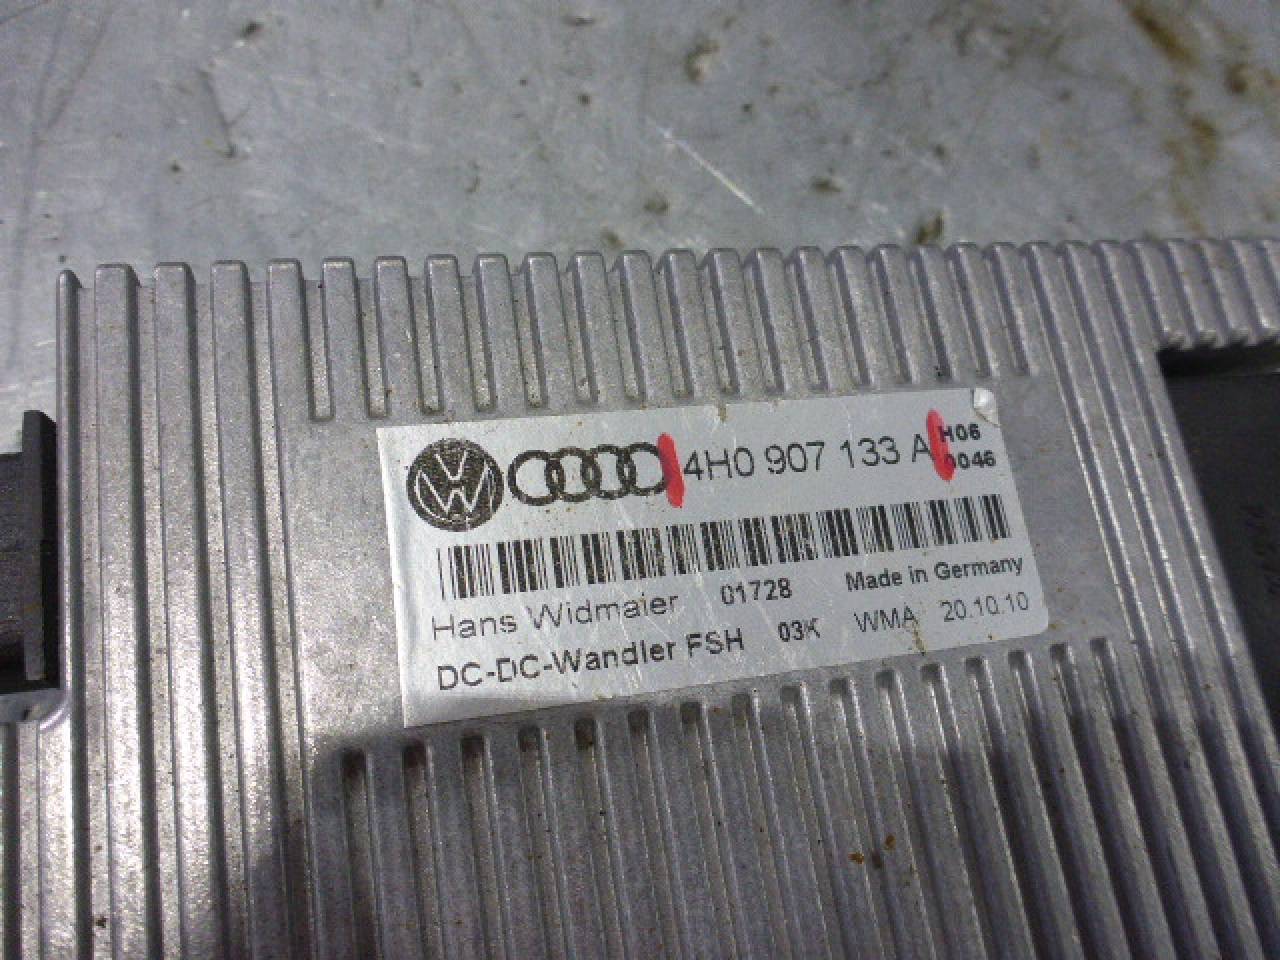 4H0 907 133 A H06
0046
Hans Widmaier 01728 Made in Germany
DC-DC-Wandler FSH 03K WMA 20.10.10